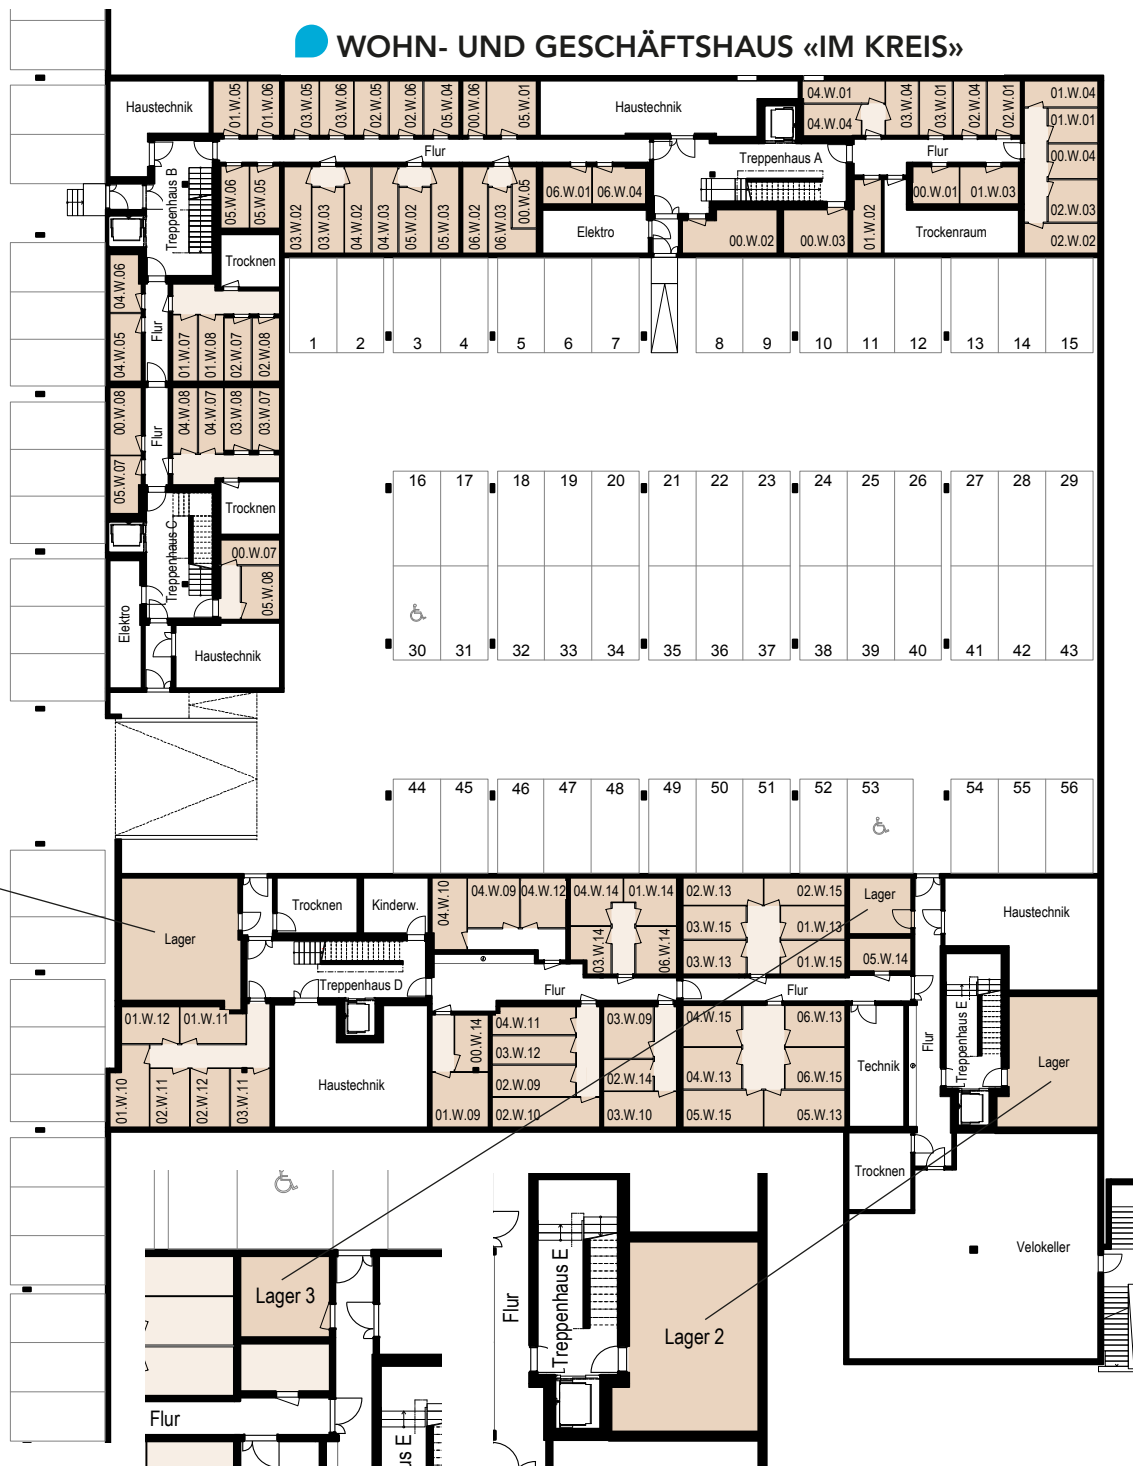 WOHN- UND GESCHÄFTSHAUS «IM KREIS»
Haustechnik
01.W.05
01.W.06
03.W.05
03.W.06
02.W.05
02.W.06
05.W.04
00.W.06
05.W.01
Haustechnik
04.W.01
04.W.04
03.W.04
03.W.01
02.W.04
02.W.01
01.W.04
01.W.01
00.W.04
02.W.03
02.W.02
Flur
Treppenhaus A
Flur
Treppenhaus B
05.W.06
05.W.05
03.W.02
03.W.03
04.W.02
04.W.03
05.W.02
05.W.03
06.W.02
06.W.03
00.W.05
06.W.01
06.W.04
Elektro
00.W.02
00.W.03
01.W.02
00.W.01
01.W.03
Trockenraum
Trocknen
04.W.06
04.W.05
Flur
01.W.07
01.W.08
02.W.07
02.W.08
1 2 3 4 5 6 7 8 9 10 11 12 13 14 15
00.W.08
05.W.07
Flur
04.W.08
04.W.07
03.W.08
03.W.07
Trocknen
16 17 18 19 20 21 22 23 24 25 26 27 28 29
Treppenhaus C
00.W.07
05.W.08
Elektro
Haustechnik
30 31 32 33 34 35 36 37 38 39 40 41 42 43
44 45 46 47 48 49 50 51 52 53 54 55 56
Lager
Trocknen
Kinderw.
04.W.10
04.W.09
04.W.12
04.W.14
01.W.14
03.W.14
06.W.14
02.W.13
02.W.15
03.W.15
01.W.13
03.W.13
01.W.15
Lager
05.W.14
Haustechnik
Treppenhaus D
Flur
Flur
01.W.12
01.W.11
01.W.10
02.W.11
02.W.12
03.W.11
Haustechnik
00.W.14
01.W.09
04.W.11
03.W.12
02.W.09
02.W.10
03.W.09
02.W.14
03.W.10
04.W.15
06.W.13
04.W.13
06.W.15
05.W.15
05.W.13
Technik
Flur
Treppenhaus E
Lager
Trocknen
Velokeller
Lager 3
Flur
us E
Flur
Treppenhaus E
Lager 2